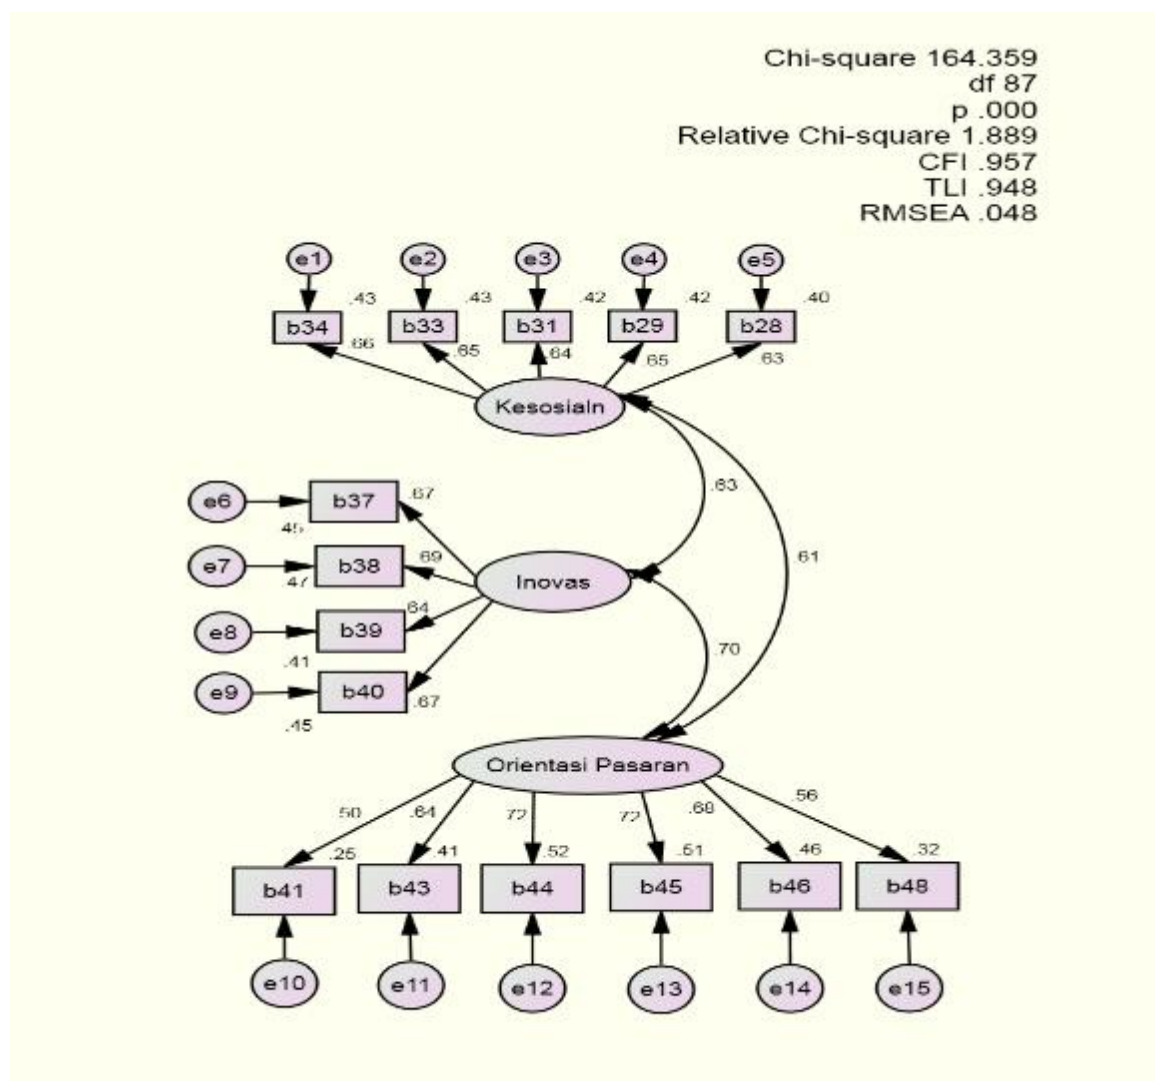 Chi-square 164.359
df 87
p .000
Relative Chi-square 1.889
CFI .957
TLI .948
RMSEA .048
e1 e2 e3 e4 e5
.43 .43 .42 .42 .40
b34 b33 b31 b29 b28
.66 .65 .64 65 63
Kesosialn
.63
e6 b37 .67
45
e7 b38 69
47
Inovas
61
e8 b39 64
.41
.70
e9 b40 .67
.45
Orientasi Pasaran
50 .64 72 72 .68 .56
.25 .41 .52 .51 .46 .32
b41 b43 b44 b45 b46 b48
e10 e11 e12 e13 e14 e15